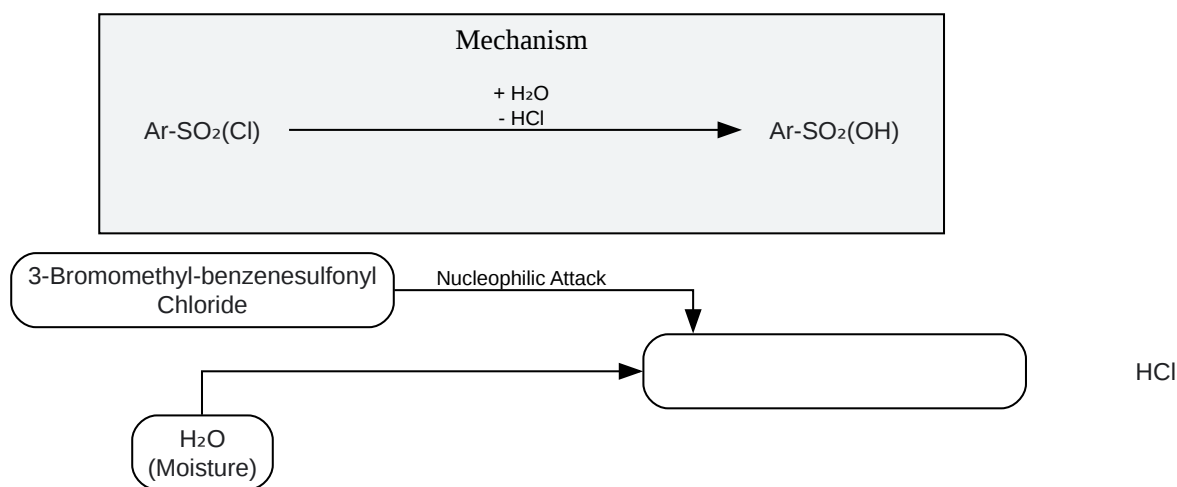 Mechanism
+ H₂O
- HCl
Ar-SO₂(Cl)
Ar-SO₂(OH)
3-Bromomethyl-benzenesulfonyl
Chloride
Nucleophilic Attack
HCl
H₂O
(Moisture)